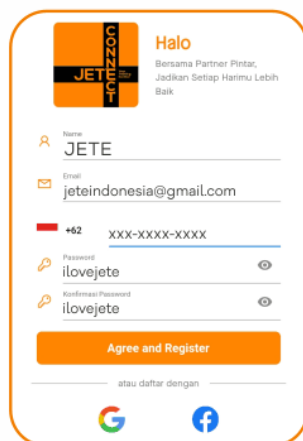 CONNECT
JETE
Halo
Bersama Partner Pintar,
Jadikan Setiap Harimu Lebih
Baik
Name
JETE
Email
jeteindonesia@gmail.com
+62 xxx-xxxx-xxxx
Password
ilovejete
Konfirmasi Password
ilovejete
Agree and Register
atau daftar dengan